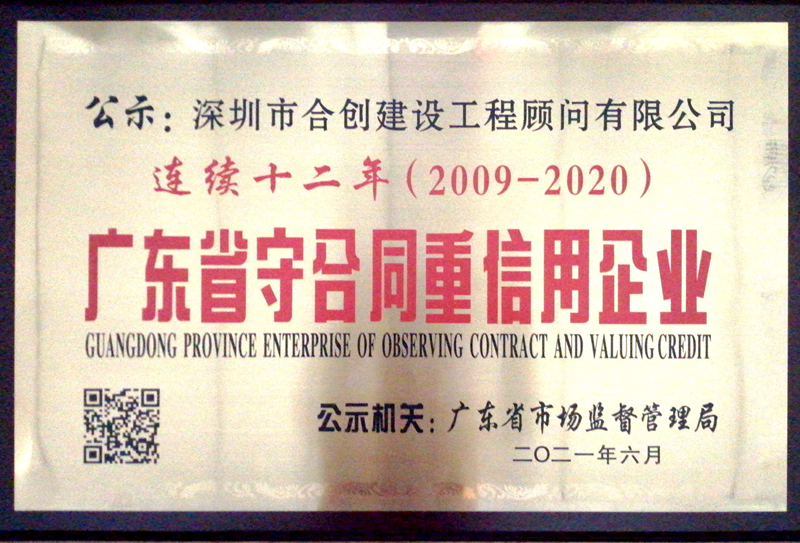 公示：深圳市合创建设工程顾问有限公司
连续十二年（2009-2020）
广东省守合同重信用企业
GUANGDONG PROVINCE ENTERPRISE OF OBSERVING CONTRACT AND VALUING CREDIT
公示机关：广东省市场监督管理局
二〇二一年六月